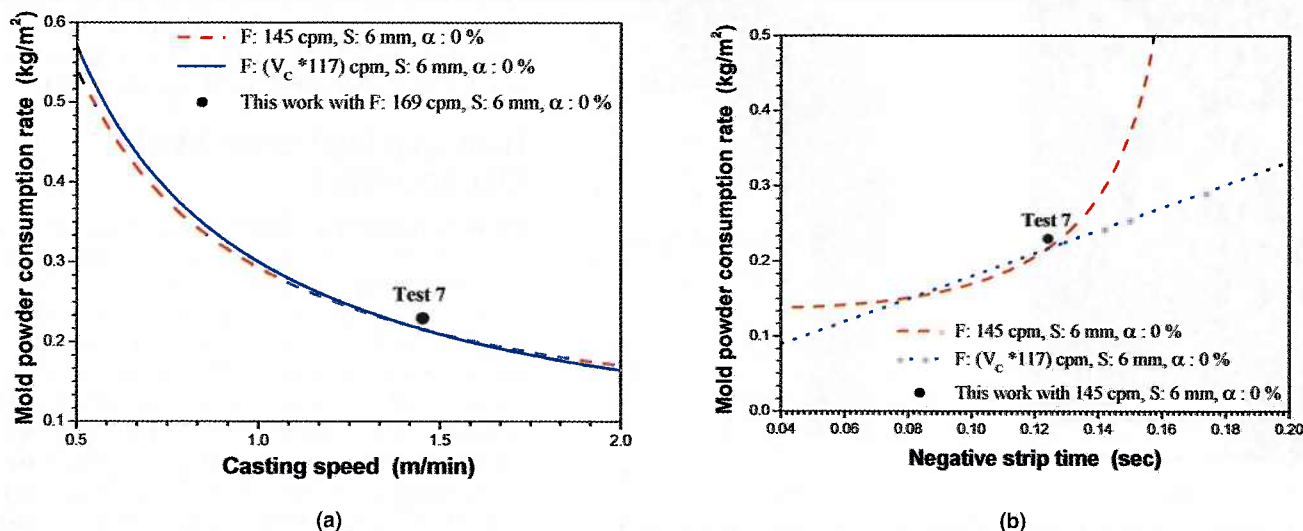 Mold powder consumption rate (kg/m²)
0.6
0.5
0.4
0.3
0.2
0.1
0.5
1.0
1.5
2.0
F: 145 cpm, S: 6 mm, α : 0 %
F: (V_C *117) cpm, S: 6 mm, α : 0 %
This work with F: 169 cpm, S: 6 mm, α : 0 %
Test 7
Casting speed (m/min)
(a)
Mold powder consumption rate (kg/m²)
0.5
0.4
0.3
0.2
0.1
0.0
0.04
0.06
0.08
0.10
0.12
0.14
0.16
0.18
0.20
Test 7
F: 145 cpm, S: 6 mm, α : 0 %
F: (V_C *117) cpm, S: 6 mm, α : 0 %
This work with 145 cpm, S: 6 mm, α : 0 %
Negative strip time (sec)
(b)